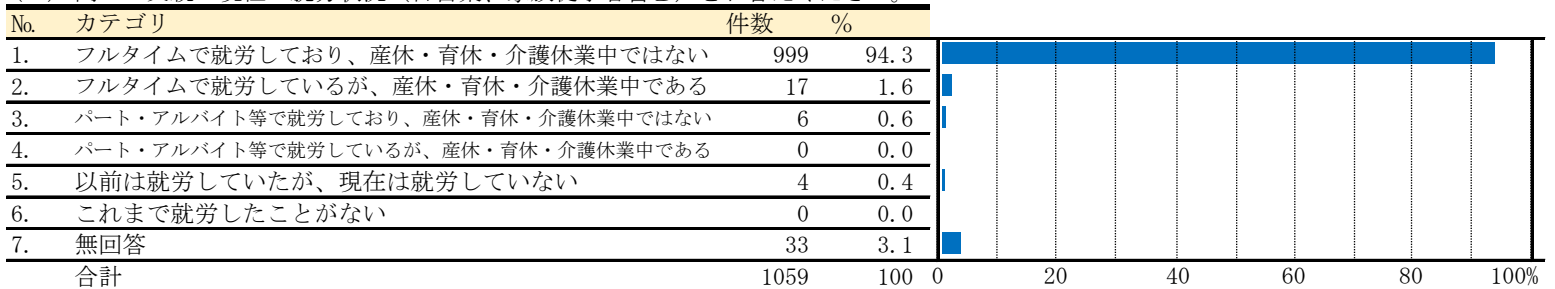 No. カテゴリ 件数 %
1. フルタイムで就労しており、産休・育休・介護休業中ではない 999 94.3
2. フルタイムで就労しているが、産休・育休・介護休業中である 17 1.6
3. パート・アルバイト等で就労しており、産休・育休・介護休業中ではない 6 0.6
4. パート・アルバイト等で就労しているが、産休・育休・介護休業中である 0 0.0
5. 以前は就労していたが、現在は就労していない 4 0.4
6. これまで就労したことがない 0 0.0
7. 無回答 33 3.1
合計 1059 100 0 20 40 60 80 100%